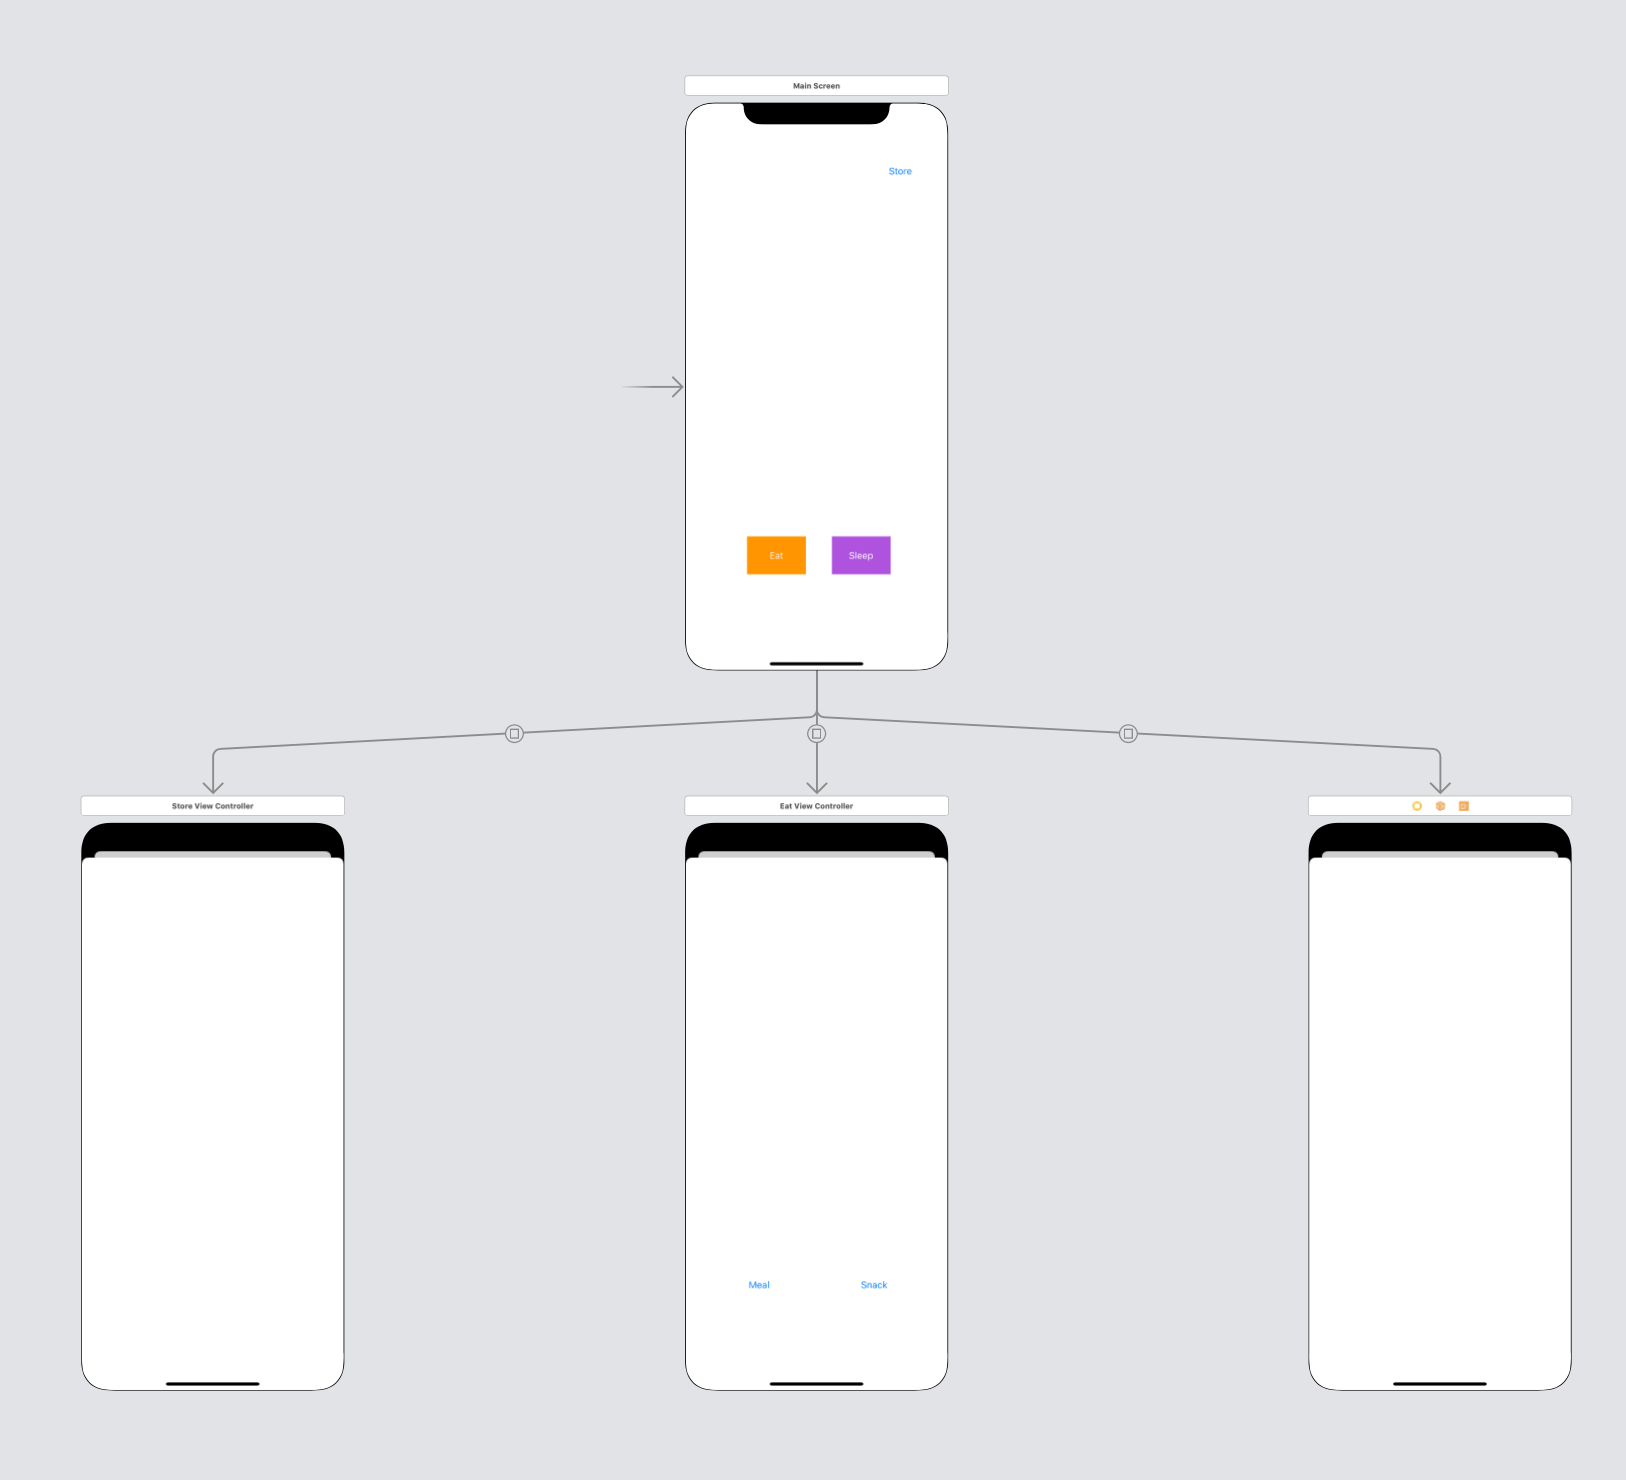 Main Screen
Store
Eat
Sleep
Store View Controller
Eat View Controller
Meal
Snack